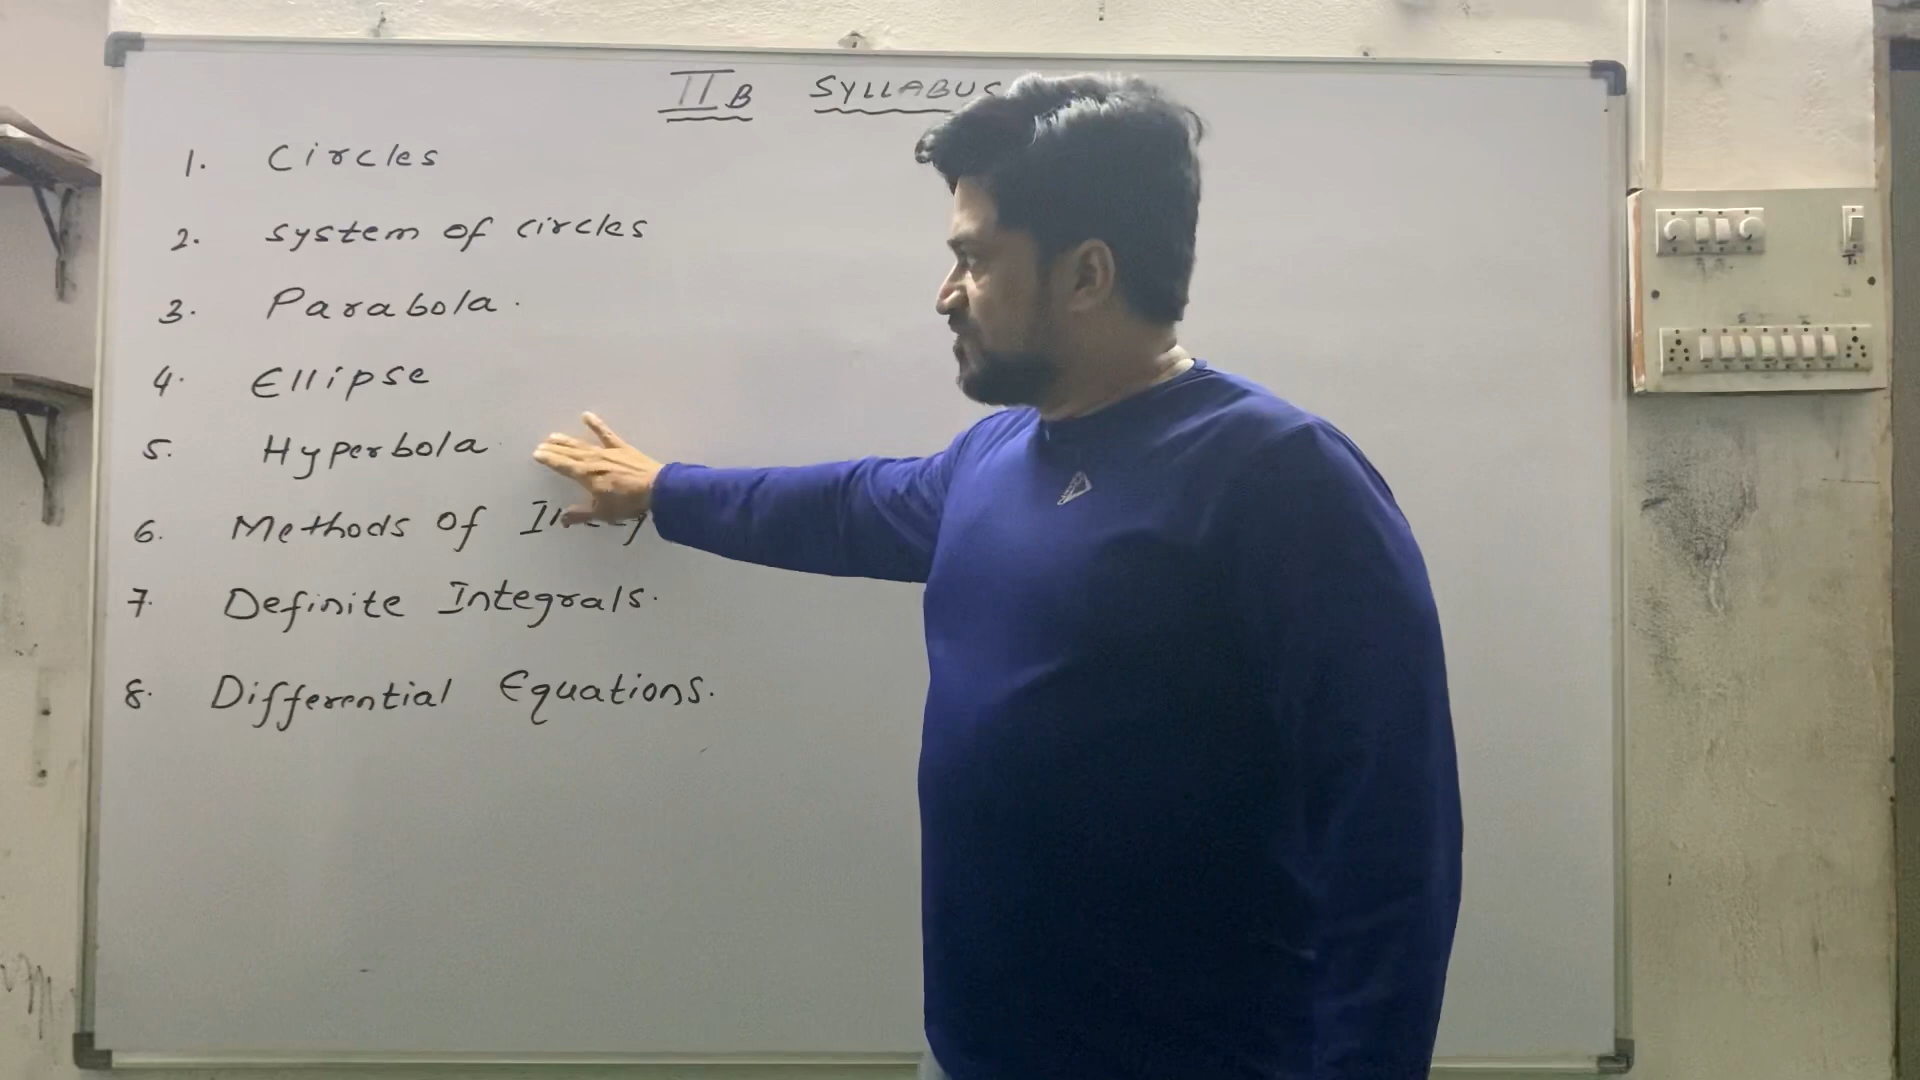 IIB SYLLABUS
1. Circles
2. system of circles
3. Parabola.
4. Ellipse
5. Hyperbola
6. Methods of
7. Definite Integrals.
8. Differential Equations.